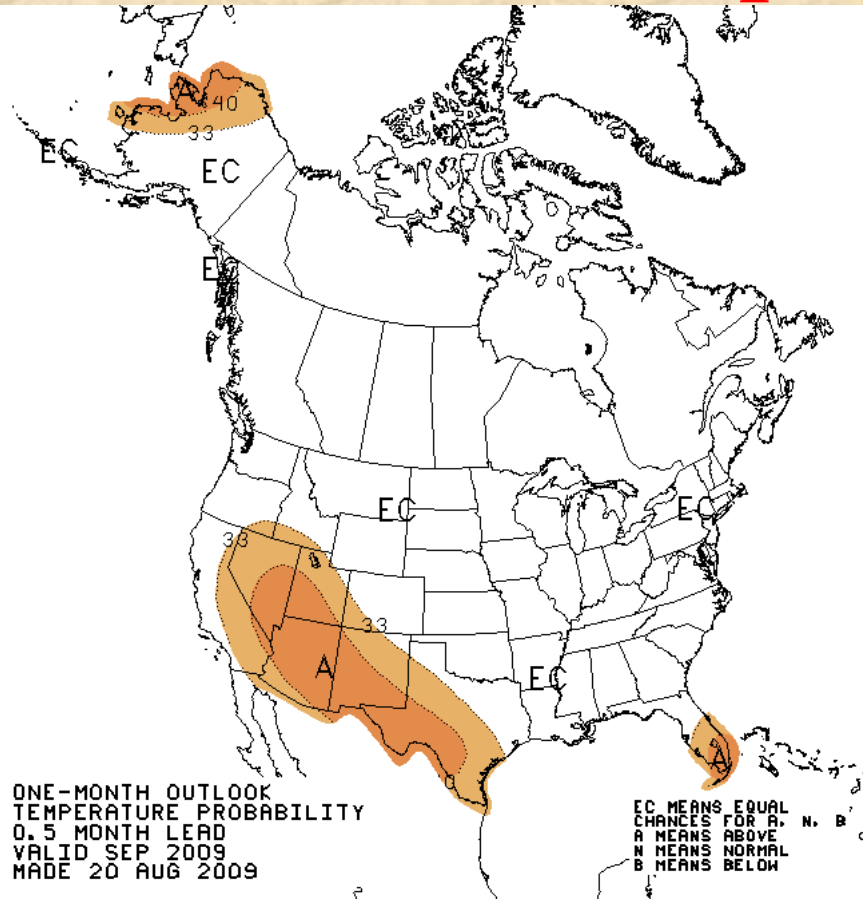 A
40
33
EC
EC
EC
EC
EC
33
33
A
EC
A
ONE-MONTH OUTLOOK
TEMPERATURE PROBABILITY
0.5 MONTH LEAD
VALID SEP 2009
MADE 20 AUG 2009
EC MEANS EQUAL
CHANCES FOR A, N, B
A MEANS ABOVE
N MEANS NORMAL
B MEANS BELOW